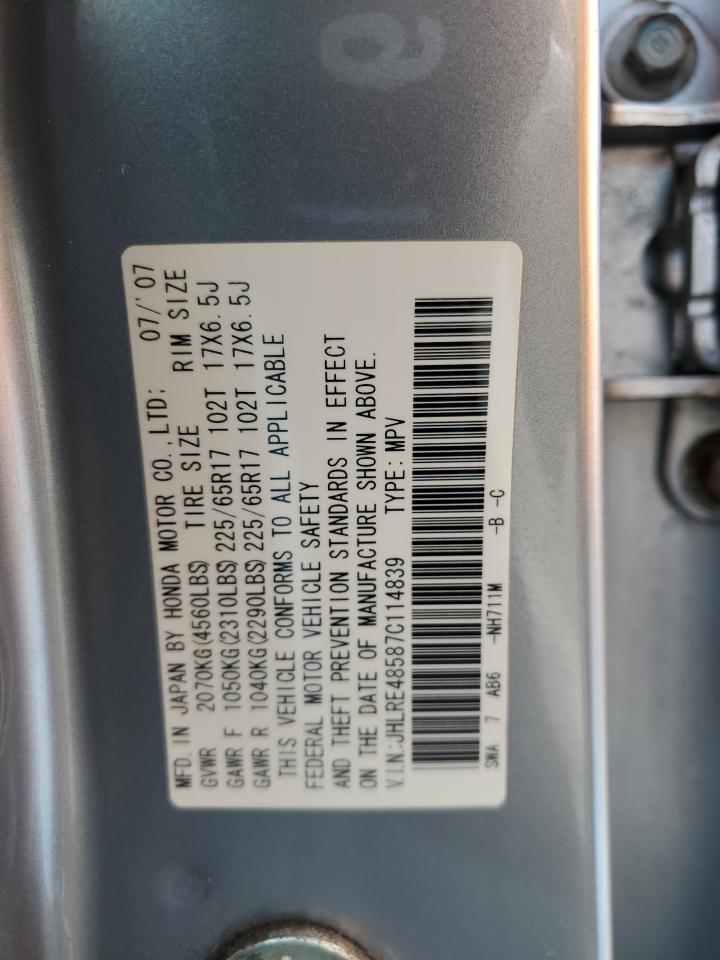 MFD. IN JAPAN BY HONDA MOTOR CO., LTD: 07/'07
GVWR 2070KG(4560LBS) TIRE SIZE RIM SIZE
GAWR F 1050KG(2310LBS) 225/65R17 102T 17X6.5J
GAWR R 1040KG(2290LBS) 225/65R17 102T 17X6.5J
THIS VEHICLE CONFORMS TO ALL APPLICABLE
FEDERAL MOTOR VEHICLE SAFETY
AND THEFT PREVENTION STANDARDS IN EFFECT
ON THE DATE OF MANUFACTURE SHOWN ABOVE.
V.I.N.:JHLRE48587C114839 TYPE: MPV
SWA 7 AB6 -NH711M -B -C